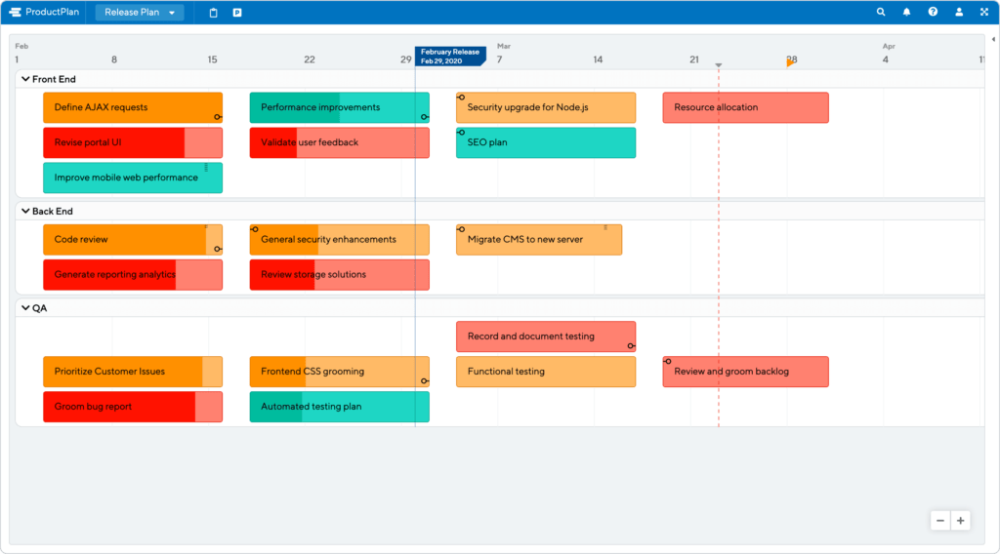 ProductPlan
Release Plan
Feb
Mar
Apr
1 8 15 22 29 7 14 21 28 4 11
February Release
Feb 29, 2020
Front End
Define AJAX requests
Performance improvements
Security upgrade for Node.js
Resource allocation
Revise portal UI
Validate user feedback
SEO plan
Improve mobile web performance
Back End
Code review
General security enhancements
Migrate CMS to new server
Generate reporting analytics
Review storage solutions
QA
Record and document testing
Prioritize Customer Issues
Frontend CSS grooming
Functional testing
Review and groom backlog
Groom bug report
Automated testing plan